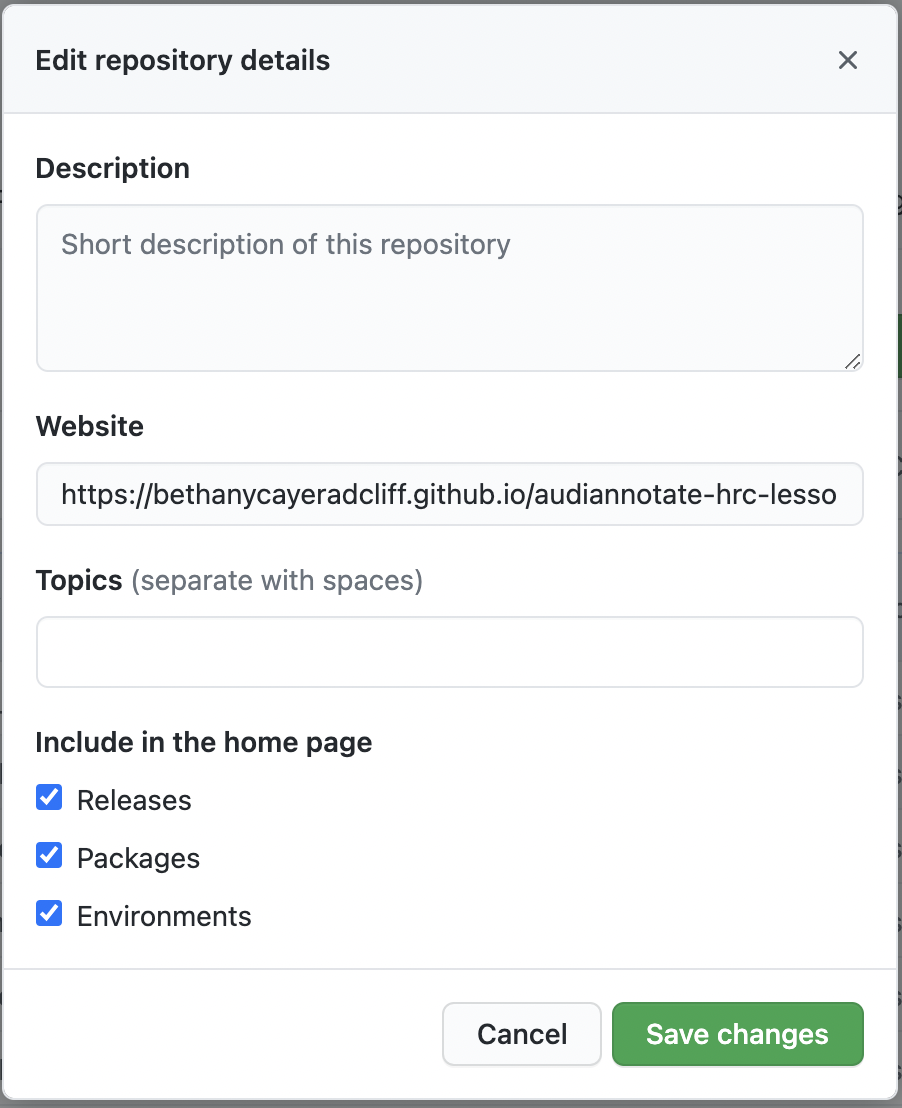 Edit repository details
Description
Short description of this repository
Website
https://bethanycayeradcliff.github.io/audiannotate-hrc-lesso
Topics (separate with spaces)
Include in the home page
Releases
Packages
Environments
Cancel
Save changes